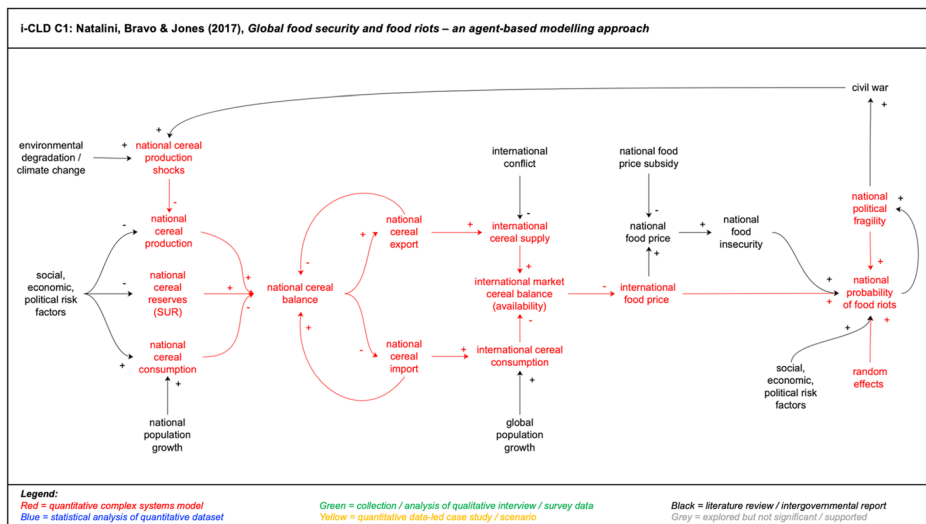 i-CLD C1: Natalini, Bravo & Jones (2017), Global food security and food riots – an agent-based modelling approach
civil war
+
+
environmental
degradation /
climate change
+
national cereal
production
shocks
international
conflict
national food
price subsidy
-
-
-
national
political
fragility
+
-
national
cereal
production
national
cereal
export
+
international
cereal supply
national
food price
+
national
food
insecurity
+
-
+
+
+
+
social,
economic,
political risk
factors
-
national
cereal
reserves
(SUR)
+
-
national cereal balance
international market
cereal balance
(availability)
-
international
food price
+
+
national
probability
of food riots
+
+
-
-
+
+
national
cereal
consumption
national
cereal
import
+
international cereal
consumption
+
+
social,
economic,
political risk
factors
random
effects
national
population
growth
global
population
growth
Legend:
Red = quantitative complex systems model
Blue = statistical analysis of quantitative dataset
Green = collection / analysis of qualitative interview / survey data
Yellow = quantitative data-led case study / scenario
Black = literature review / intergovernmental report
Grey = explored but not significant / supported